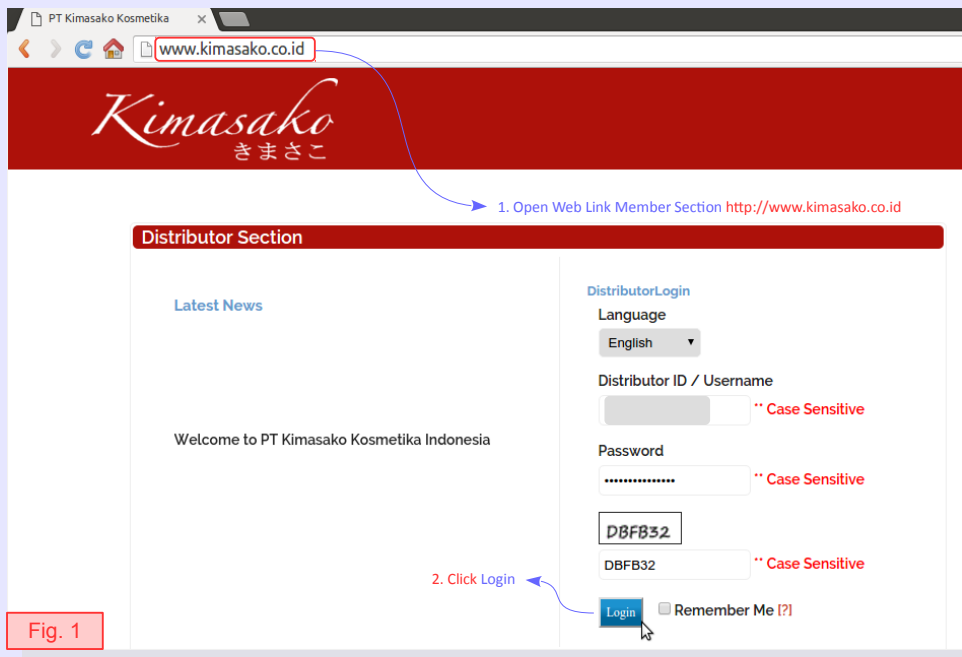 PT Kimasako Kosmetika
www.kimasako.co.id
Kimasako
きまさこ
1. Open Web Link Member Section http://www.kimasako.co.id
Distributor Section
Latest News
Welcome to PT Kimasako Kosmetika Indonesia
DistributorLogin
Language
English
Distributor ID / Username
** Case Sensitive
Password
•••••••••••••••
** Case Sensitive
DBFB32
DBFB32
** Case Sensitive
2. Click Login
Login
Remember Me [?]
Fig. 1